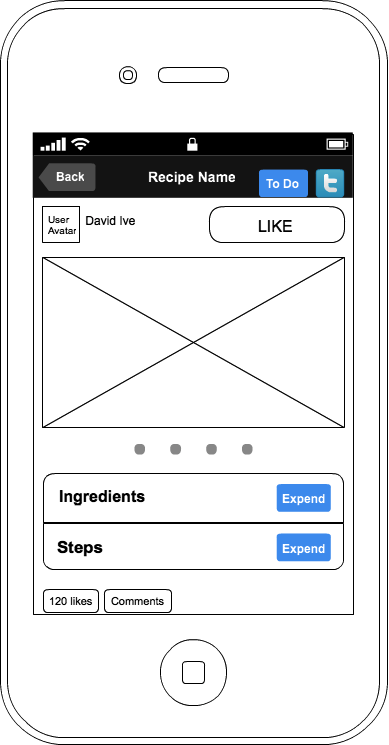 Back
Recipe Name
To Do
User
Avatar
David Ive
LIKE
Ingredients
Expend
Steps
Expend
120 likes
Comments